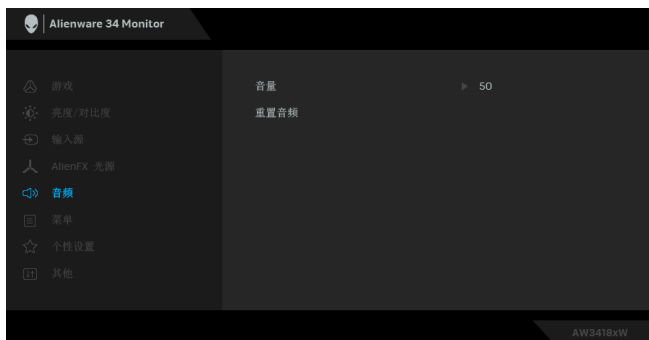 Alienware 34 Monitor
游戏
音量 50
亮度/对比度
重置音频
输入源
AlienFX 光源
音频
菜单
个性设置
其他
AW3418xW